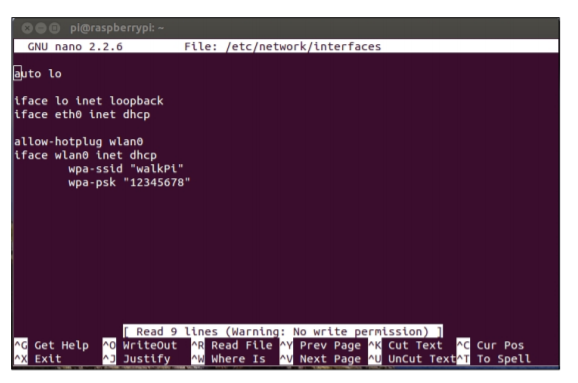 pi@raspberrypi: ~
GNU nano 2.2.6 File: /etc/network/interfaces
auto lo
iface lo inet loopback
iface eth0 inet dhcp
allow-hotplug wlan0
iface wlan0 inet dhcp
wpa-ssid "walkPi"
wpa-psk "12345678"
[ Read 9 lines (Warning: No write permission) ]
^G Get Help ^O WriteOut ^R Read File ^Y Prev Page ^K Cut Text ^C Cur Pos
^X Exit ^J Justify ^W Where Is ^V Next Page ^U UnCut Text ^T To Spell